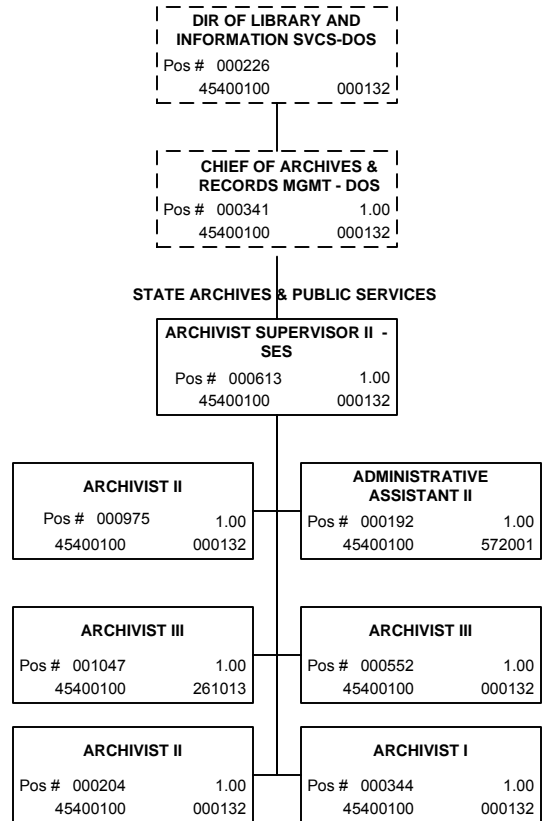 DIR OF LIBRARY AND
INFORMATION SVCS-DOS
Pos # 000226
45400100 000132
CHIEF OF ARCHIVES &
RECORDS MGMT - DOS
Pos # 000341 1.00
45400100 000132
STATE ARCHIVES & PUBLIC SERVICES
ARCHIVIST SUPERVISOR II -
SES
Pos # 000613 1.00
45400100 000132
ARCHIVIST II
Pos # 000975 1.00
45400100 000132
ADMINISTRATIVE
ASSISTANT II
Pos # 000192 1.00
45400100 572001
ARCHIVIST III
Pos # 001047 1.00
45400100 261013
ARCHIVIST III
Pos # 000552 1.00
45400100 000132
ARCHIVIST II
Pos # 000204 1.00
45400100 000132
ARCHIVIST I
Pos # 000344 1.00
45400100 000132